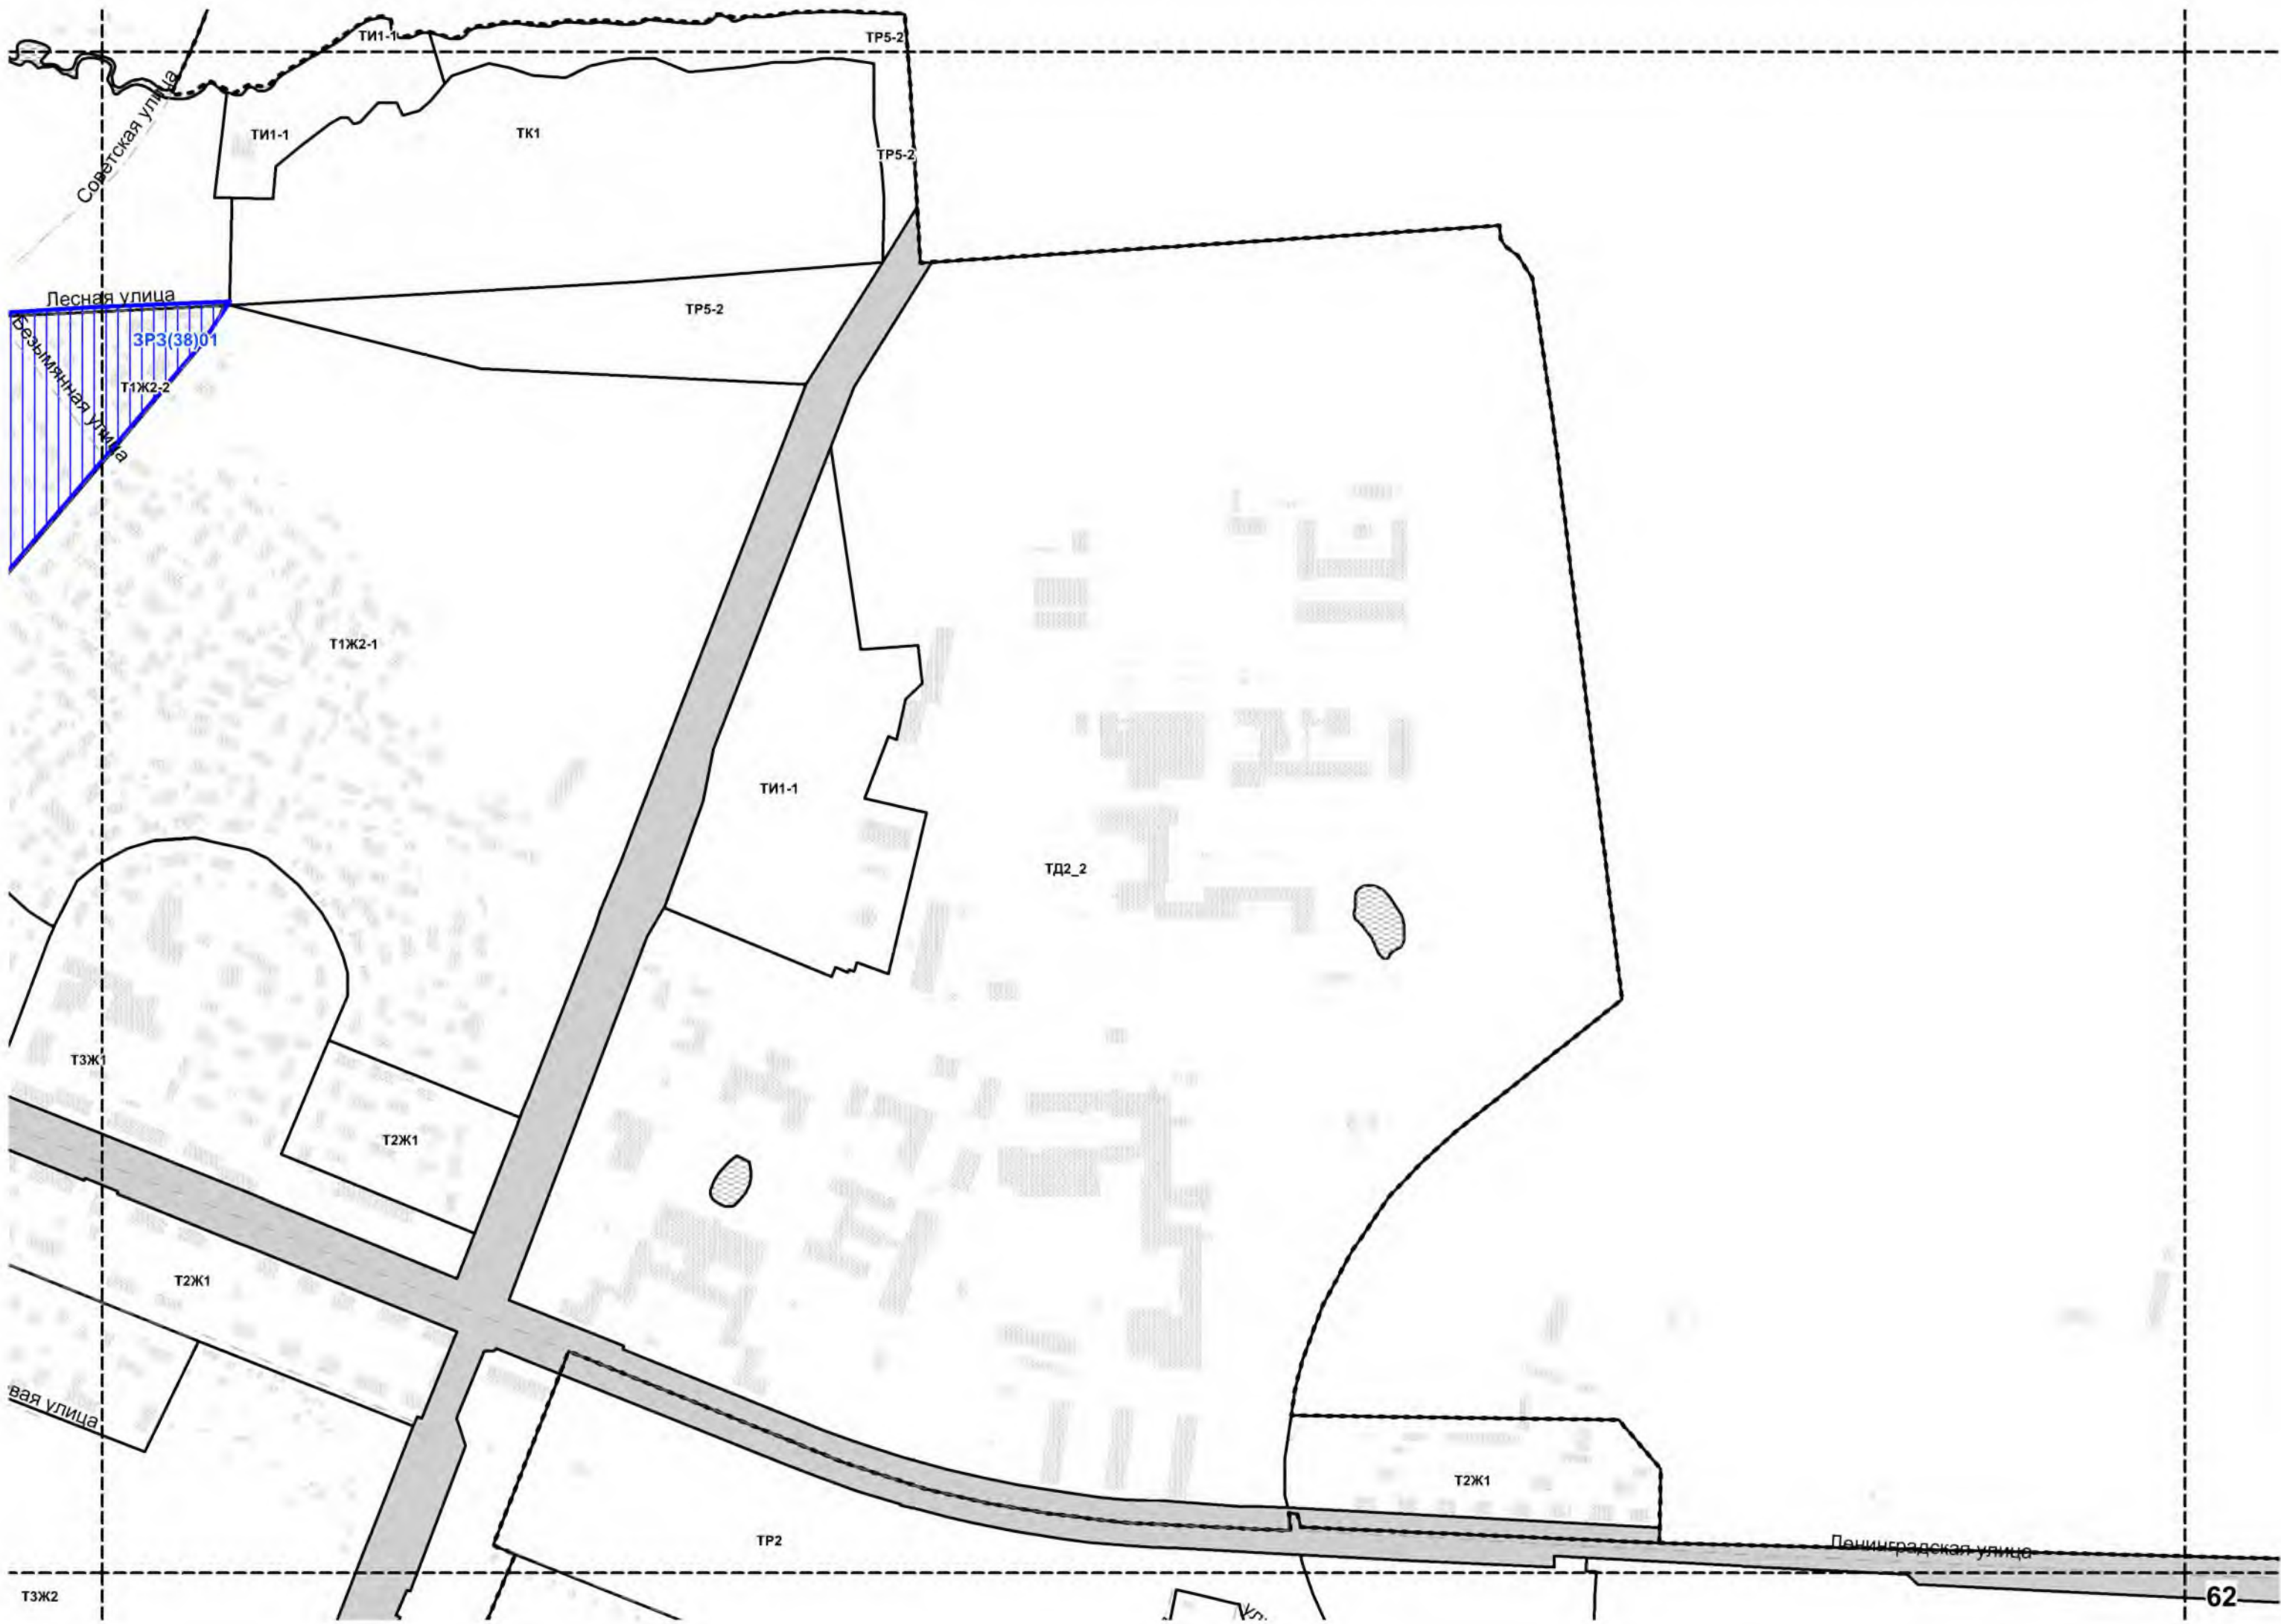 ТИ1-1
ТР5-2
Советская улица
ТИ1-1
ТК1
ТР5-2
Лесная улица
ТР5-2
ЗРЗ(38)01
Безымянная улица
Т1Ж2-2
Т1Ж2-1
ТИ1-1
ТД2_2
Т3Ж1
Т2Ж1
Т2Ж1
вая улица
Т2Ж1
ТР2
Ленинградская улица
Т3Ж2
62
ул.